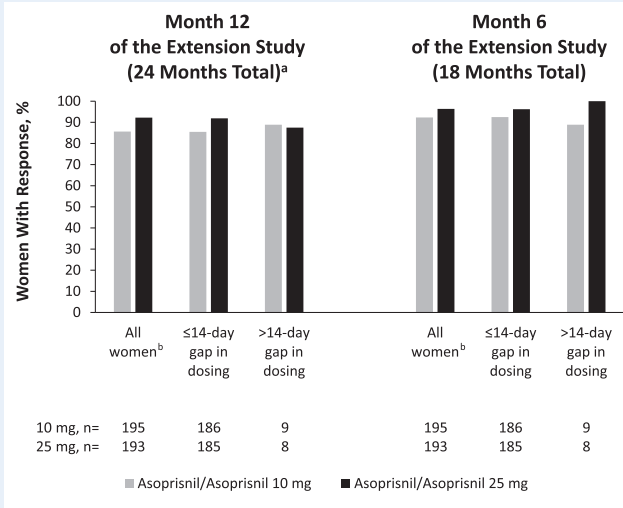 Month 12
of the Extension Study
(24 Months Total)ᵃ
Month 6
of the Extension Study
(18 Months Total)
Women With Response, %
100
90
80
70
60
50
40
30
20
10
0
All
womenᵇ
≤14-day
gap in
dosing
>14-day
gap in
dosing
All
womenᵇ
≤14-day
gap in
dosing
>14-day
gap in
dosing
10 mg, n= 195 186 9 195 186 9
25 mg, n= 193 185 8 193 185 8
Asoprisnil/Asoprisnil 10 mg Asoprisnil/Asoprisnil 25 mg